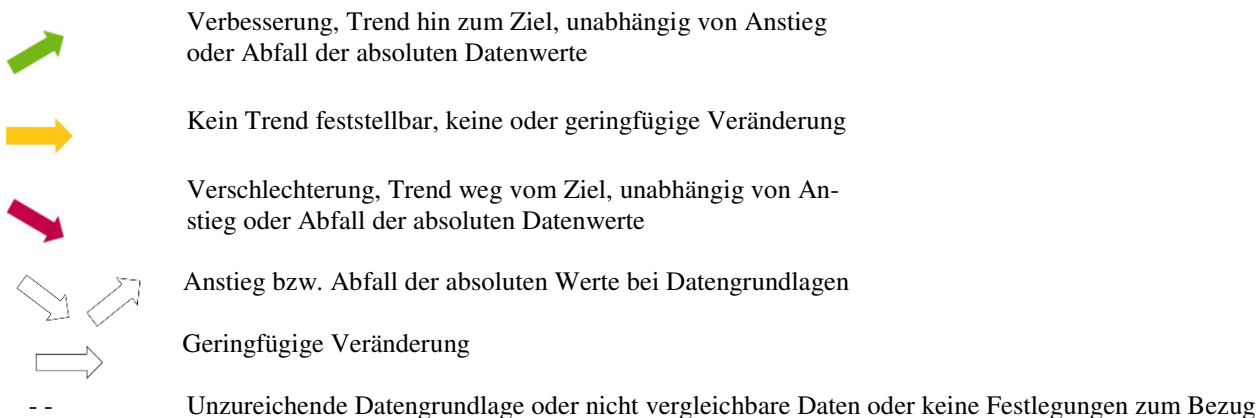 Verbesserung, Trend hin zum Ziel, unabhängig von Anstieg
oder Abfall der absoluten Datenwerte
Kein Trend feststellbar, keine oder geringfügige Veränderung
Verschlechterung, Trend weg vom Ziel, unabhängig von An-
stieg oder Abfall der absoluten Datenwerte
Anstieg bzw. Abfall der absoluten Werte bei Datengrundlagen
Geringfügige Veränderung
- - Unzureichende Datengrundlage oder nicht vergleichbare Daten oder keine Festlegungen zum Bezug